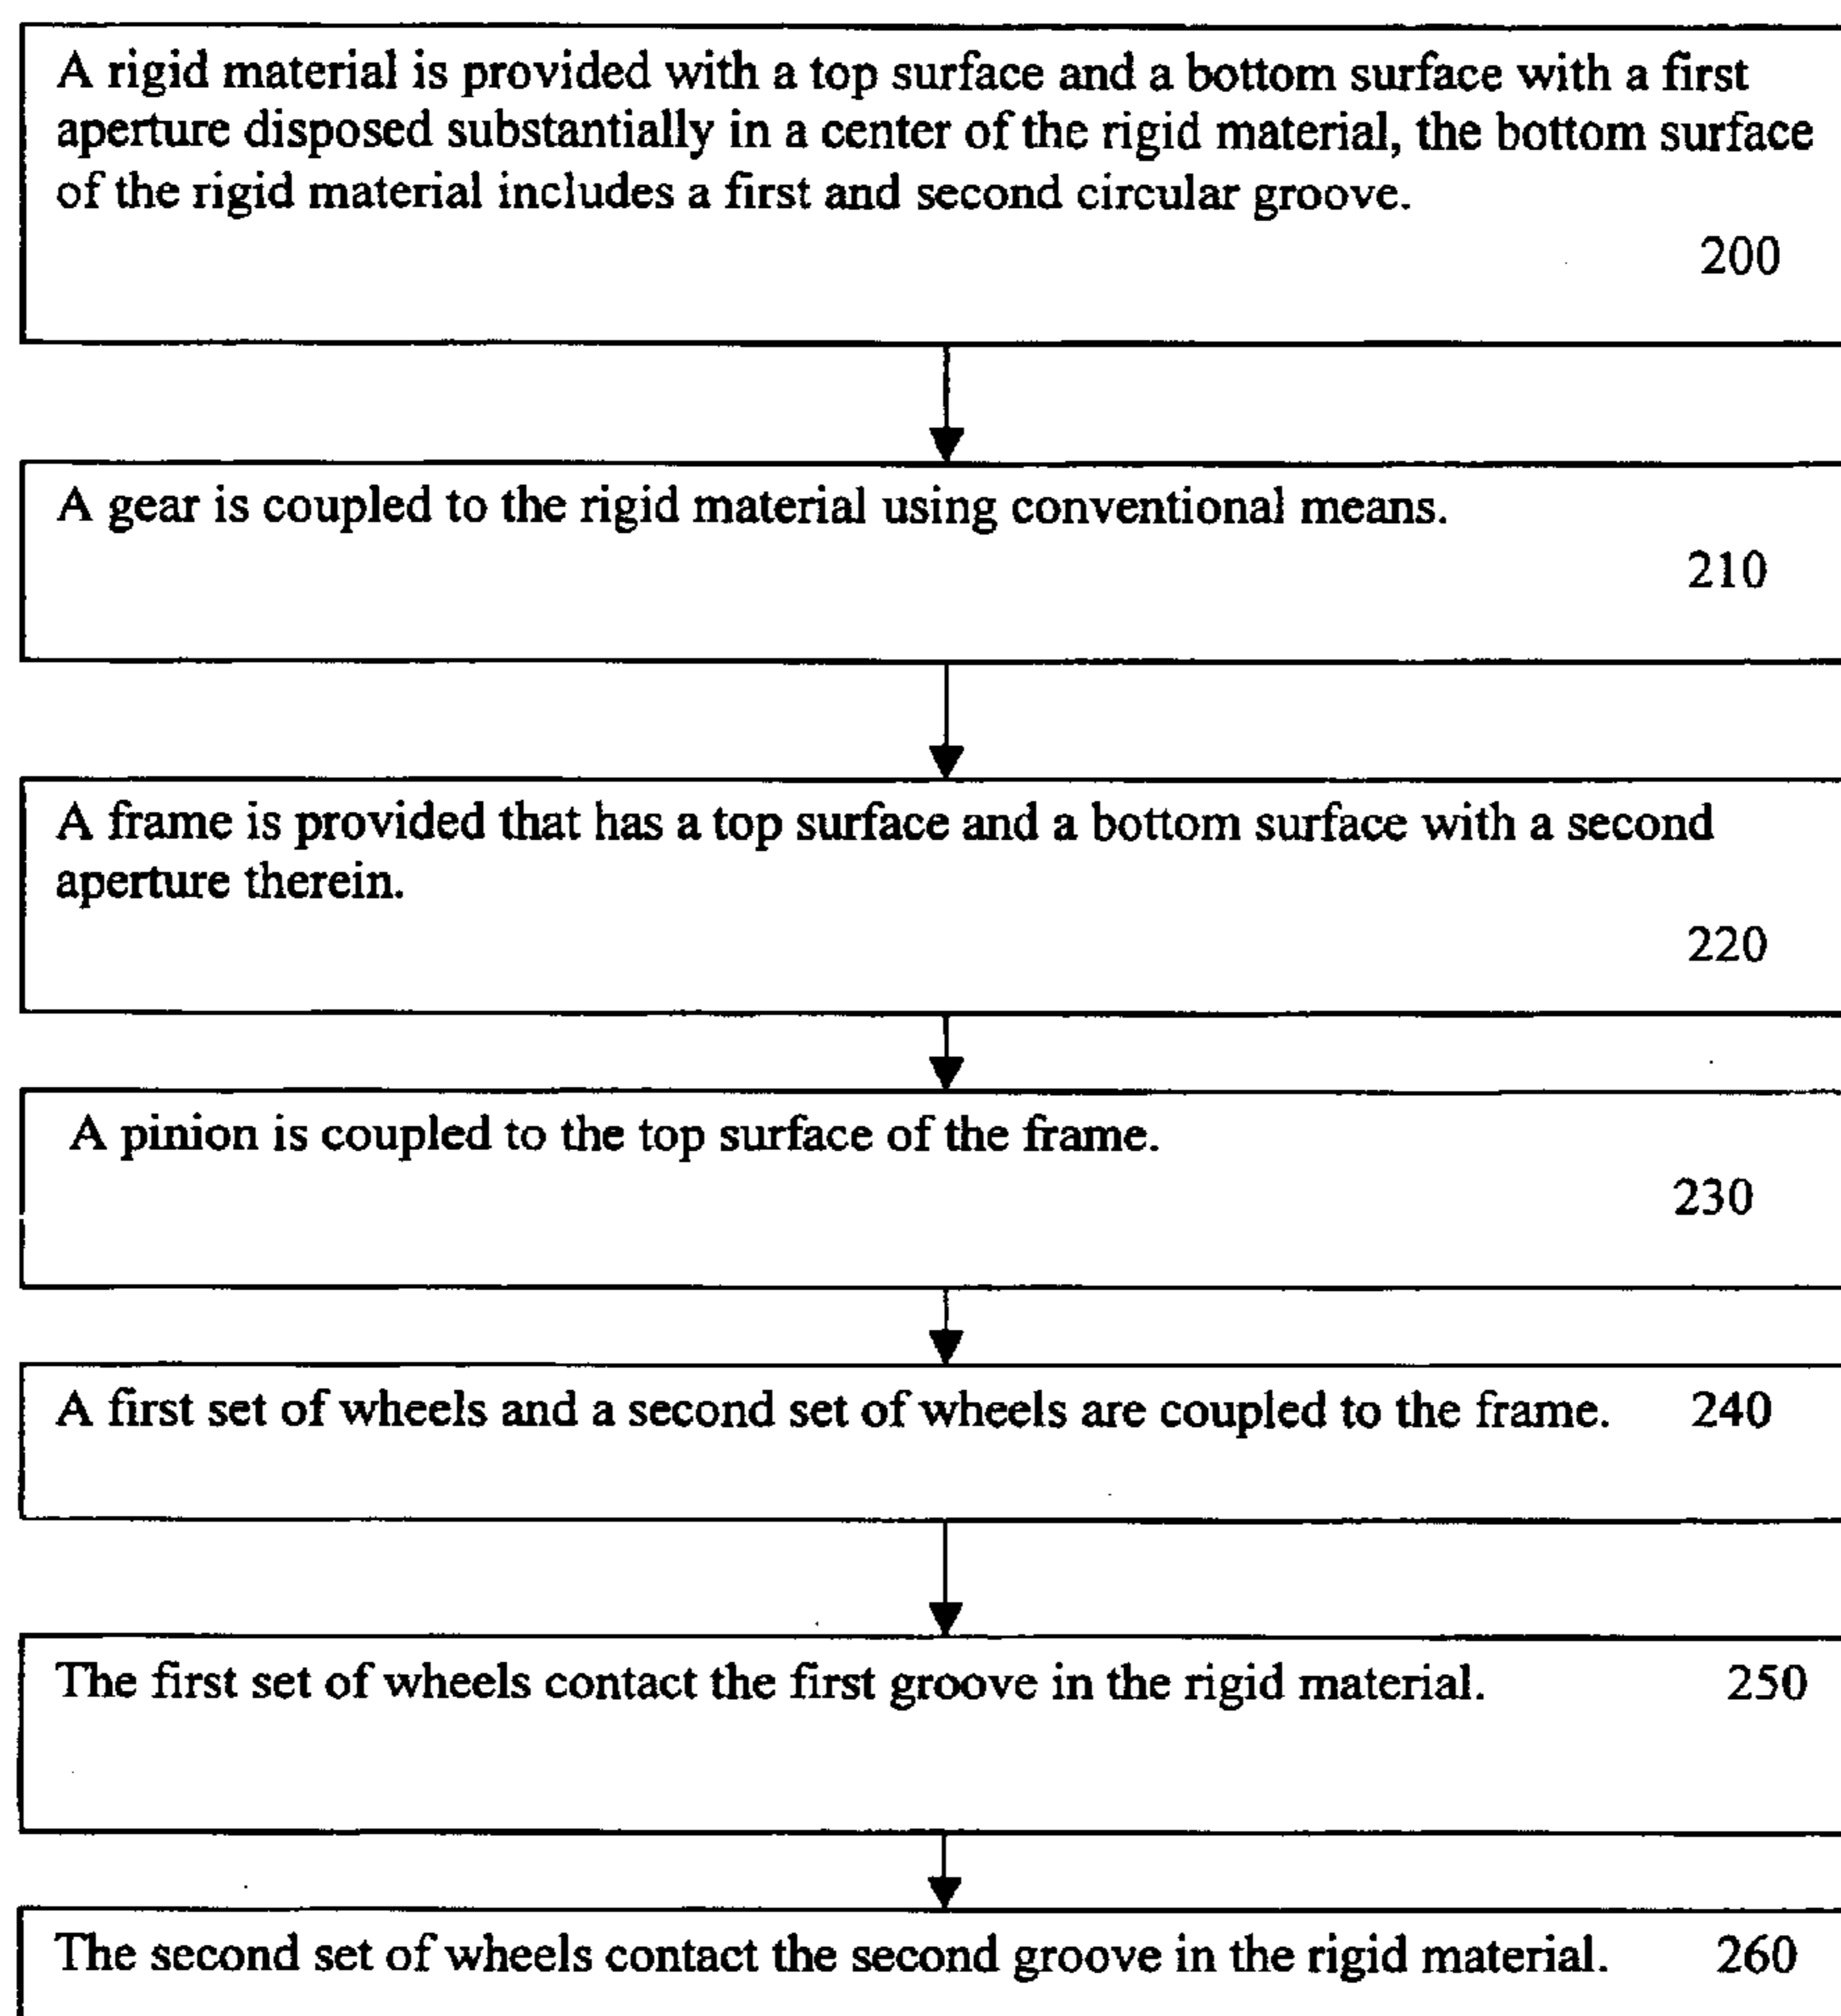 A rigid material is provided with a top surface and a bottom surface with a first
aperture disposed substantially in a center of the rigid material, the bottom surface
of the rigid material includes a first and second circular groove.
200
A gear is coupled to the rigid material using conventional means.
210
A frame is provided that has a top surface and a bottom surface with a second
aperture therein.
220
A pinion is coupled to the top surface of the frame.
230
A first set of wheels and a second set of wheels are coupled to the frame. 240
The first set of wheels contact the first groove in the rigid material. 250
The second set of wheels contact the second groove in the rigid material. 260